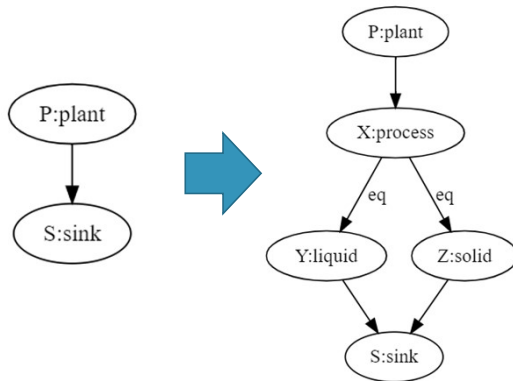 P:plant
S:sink
P:plant
X:process
eq
eq
Y:liquid
Z:solid
S:sink